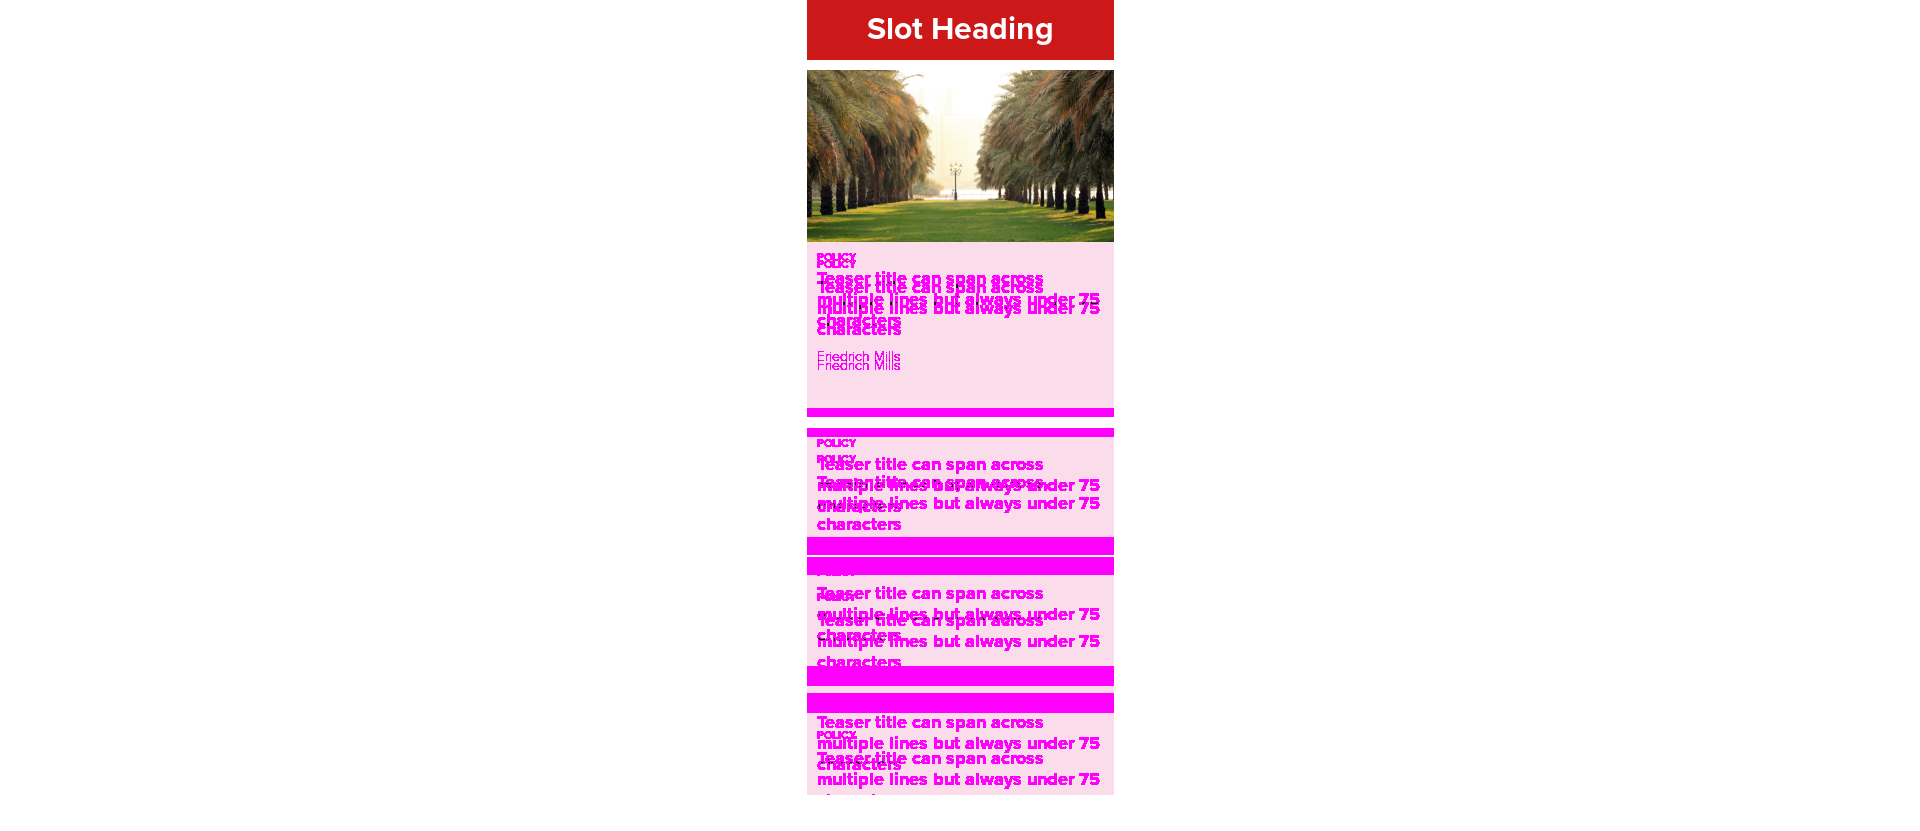 Slot Heading
POLICY
POLICY
Teaser title can span across
Teaser title can span across
multiple lines but always under 75
multiple lines but always under 75
characters
characters
Friedrich Mills
Friedrich Mills
POLICY
POLICY
Teaser title can span across
Teaser title can span across
multiple lines but always under 75
multiple lines but always under 75
characters
characters
Teaser title can span across
POLICY
multiple lines but always under 75
Teaser title can span across
characters
multiple lines but always under 75
characters
Teaser title can span across
POLICY
multiple lines but always under 75
Teaser title can span across
characters
multiple lines but always under 75